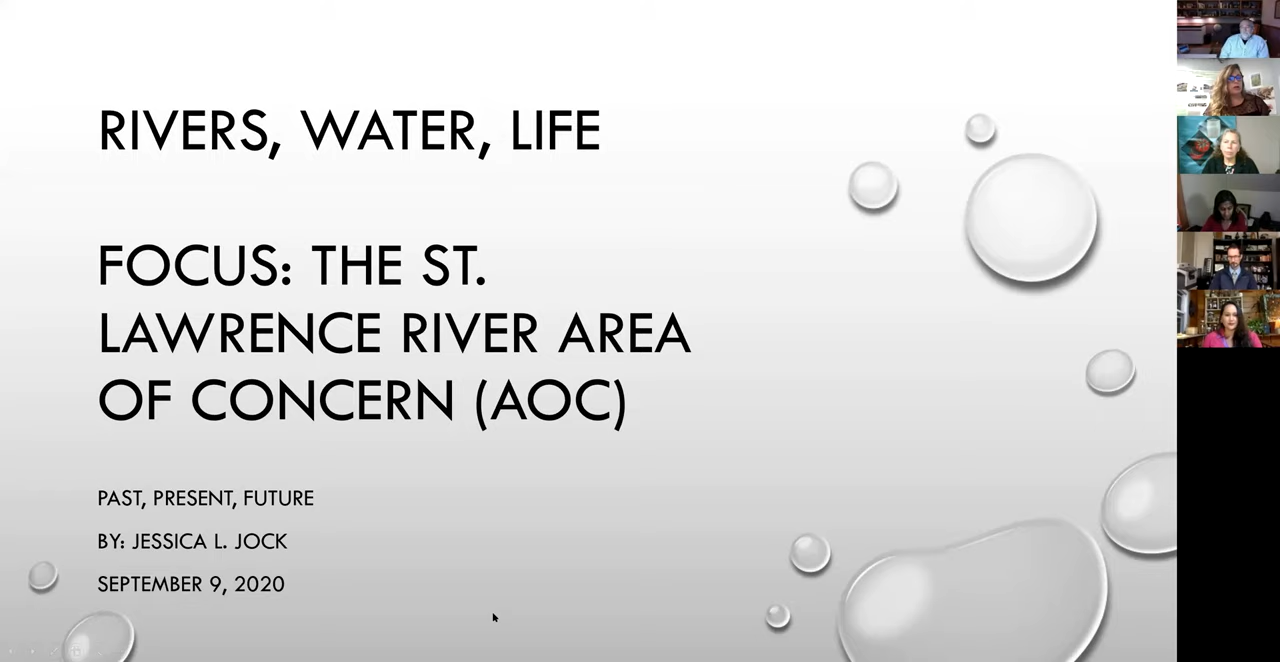 RIVERS, WATER, LIFE
FOCUS: THE ST.
LAWRENCE RIVER AREA
OF CONCERN (AOC)
PAST, PRESENT, FUTURE
BY: JESSICA L. JOCK
SEPTEMBER 9, 2020